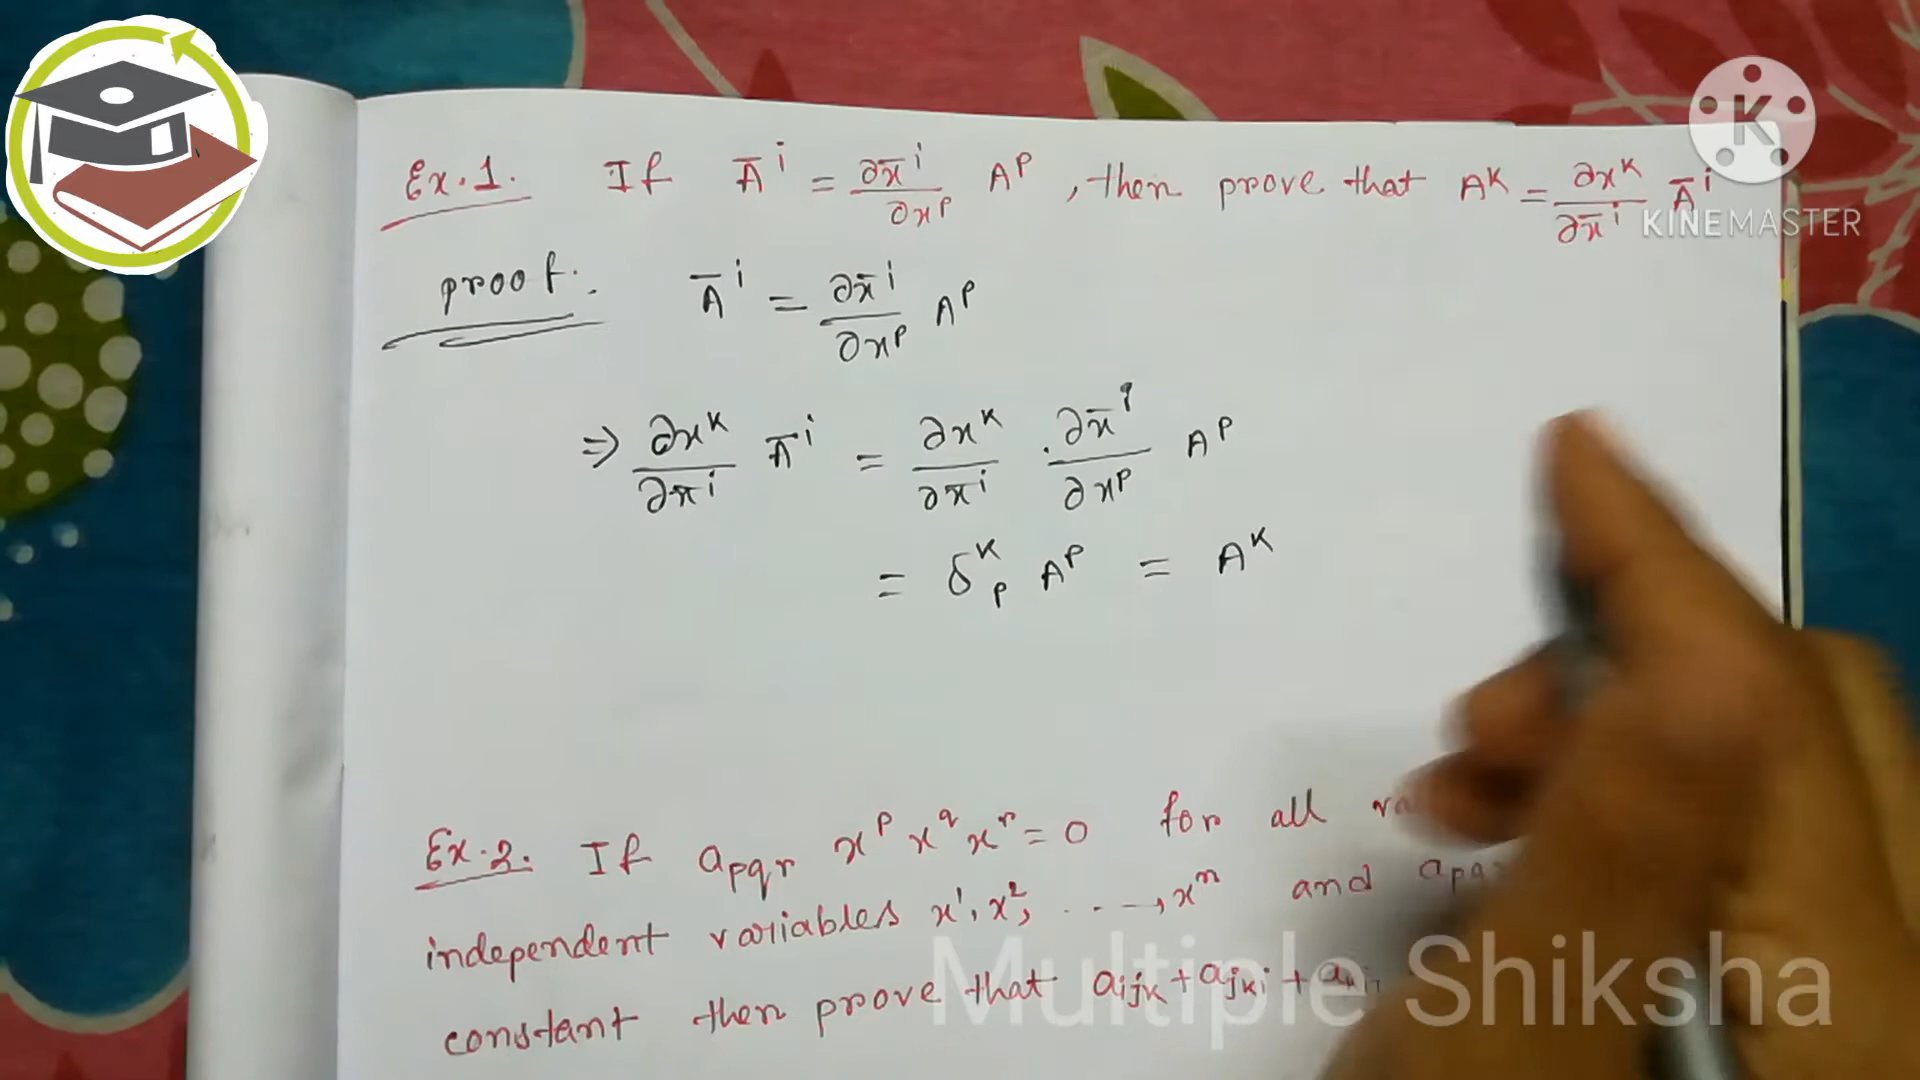 Ex.1. If Ā^i = ∂x̄^i/∂x^p A^p, then prove that A^k = ∂x^k/∂x̄^i Ā^i
KINEMASTER
proof. Ā^i = ∂x̄^i/∂x^p A^p
⇒ ∂x^k/∂x̄^i Ā^i = ∂x^k/∂x̄^i . ∂x̄^i/∂x^p A^p
= δ^k_p A^p = A^k
Ex.2. If a_pqr x^p x^q x^r = 0 for all
independent variables x^1, x^2, ..., x^n and a_pqr
constant then prove that a_ijk + a_jki +
Multiple Shiksha